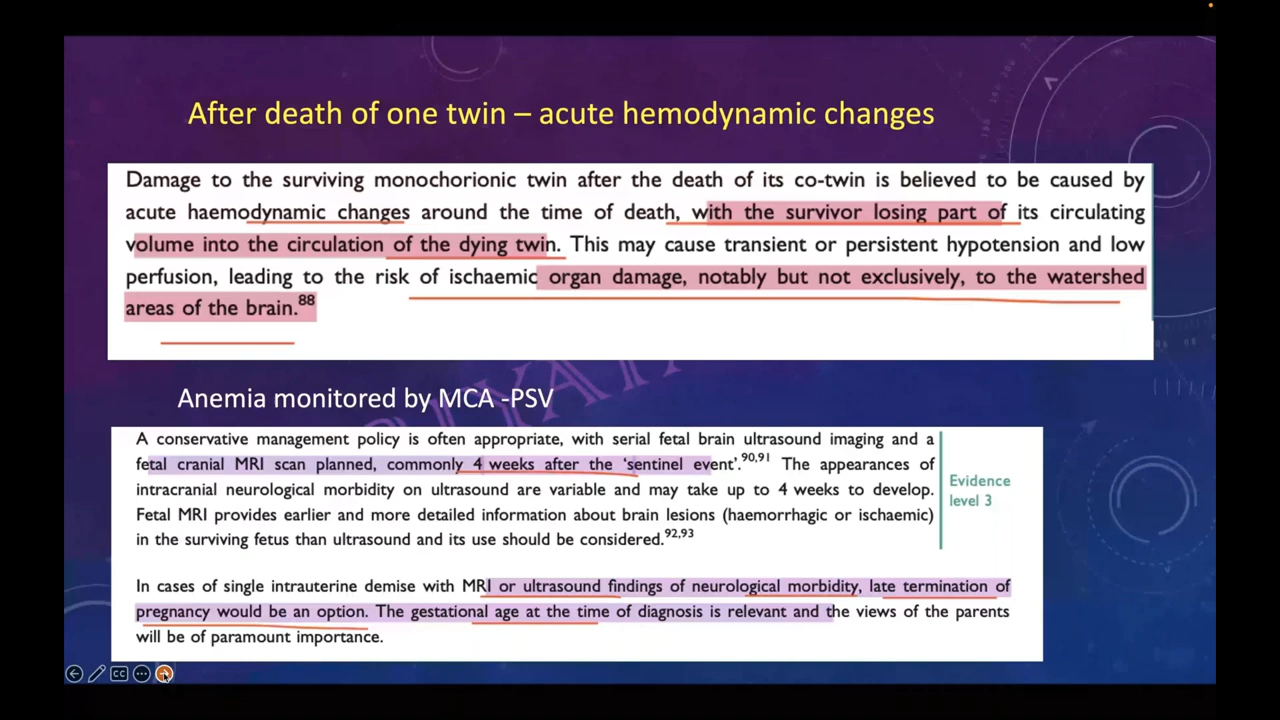 After death of one twin – acute hemodynamic changes
Damage to the surviving monochorionic twin after the death of its co-twin is believed to be caused by
acute haemodynamic changes around the time of death, with the survivor losing part of its circulating
volume into the circulation of the dying twin. This may cause transient or persistent hypotension and low
perfusion, leading to the risk of ischaemic organ damage, notably but not exclusively, to the watershed
areas of the brain.88
Anemia monitored by MCA -PSV
A conservative management policy is often appropriate, with serial fetal brain ultrasound imaging and a
fetal cranial MRI scan planned, commonly 4 weeks after the ‘sentinel event’.90,91 The appearances of
intracranial neurological morbidity on ultrasound are variable and may take up to 4 weeks to develop.
Fetal MRI provides earlier and more detailed information about brain lesions (haemorrhagic or ischaemic)
in the surviving fetus than ultrasound and its use should be considered.92,93
Evidence
level 3
In cases of single intrauterine demise with MRI or ultrasound findings of neurological morbidity, late termination of
pregnancy would be an option. The gestational age at the time of diagnosis is relevant and the views of the parents
will be of paramount importance.
CC